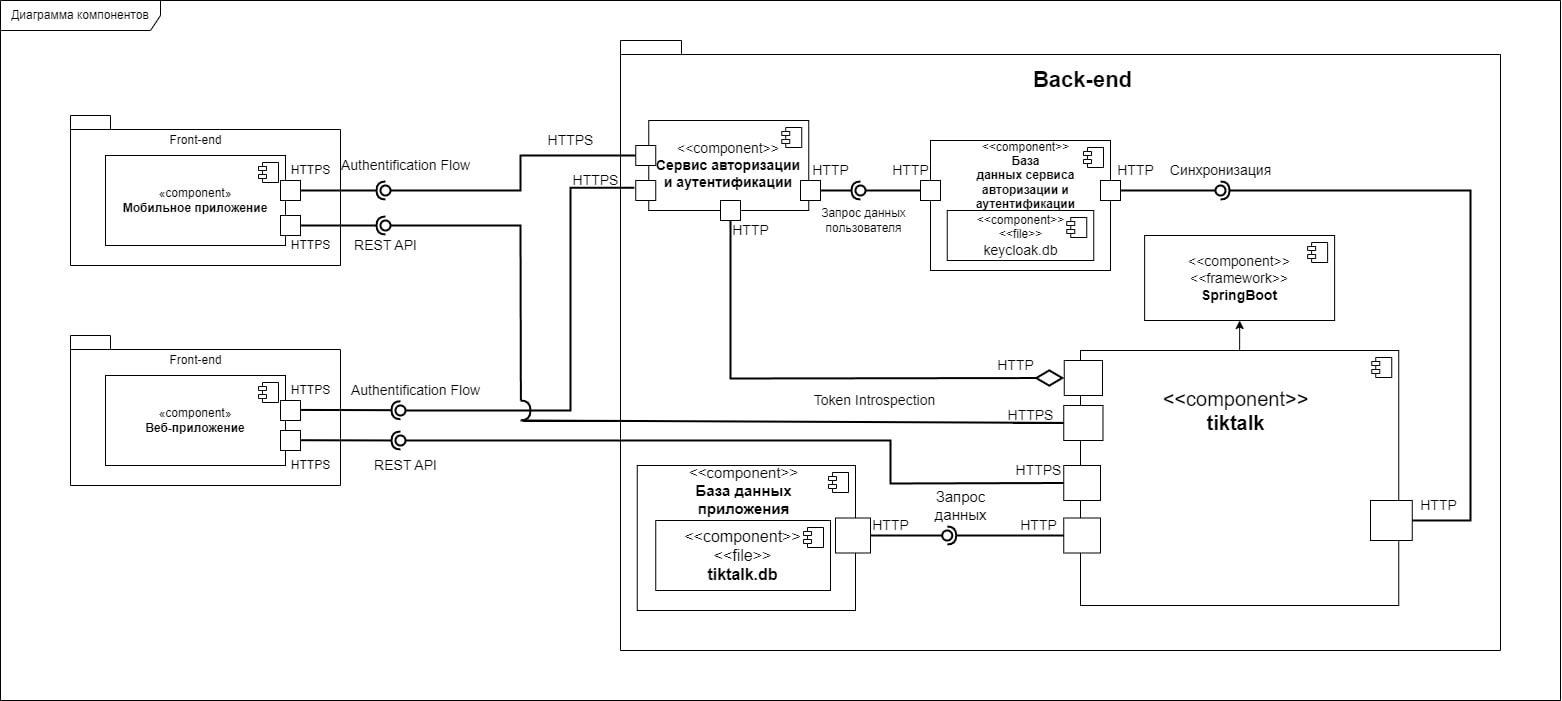 Диаграмма компонентов
Back-end
Front-end
«component»
Мобильное приложение
HTTPS
HTTPS
Authentification Flow
REST API
HTTPS
HTTPS
<<component>>
Сервис авторизации
и аутентификации
HTTP
HTTP
Запрос данных
пользователя
HTTP
<<component>>
База
данных сервиса
авторизации и
аутентификации
<<component>>
<<file>>
keycloak.db
HTTP
Синхронизация
<<component>>
<<framework>>
SpringBoot
Front-end
«component»
Веб-приложение
HTTPS
HTTPS
Authentification Flow
REST API
HTTP
Token Introspection
HTTPS
HTTPS
<<component>>
tiktalk
HTTP
<<component>>
База данных
приложения
<<component>>
<<file>>
tiktalk.db
HTTP
Запрос
данных
HTTP